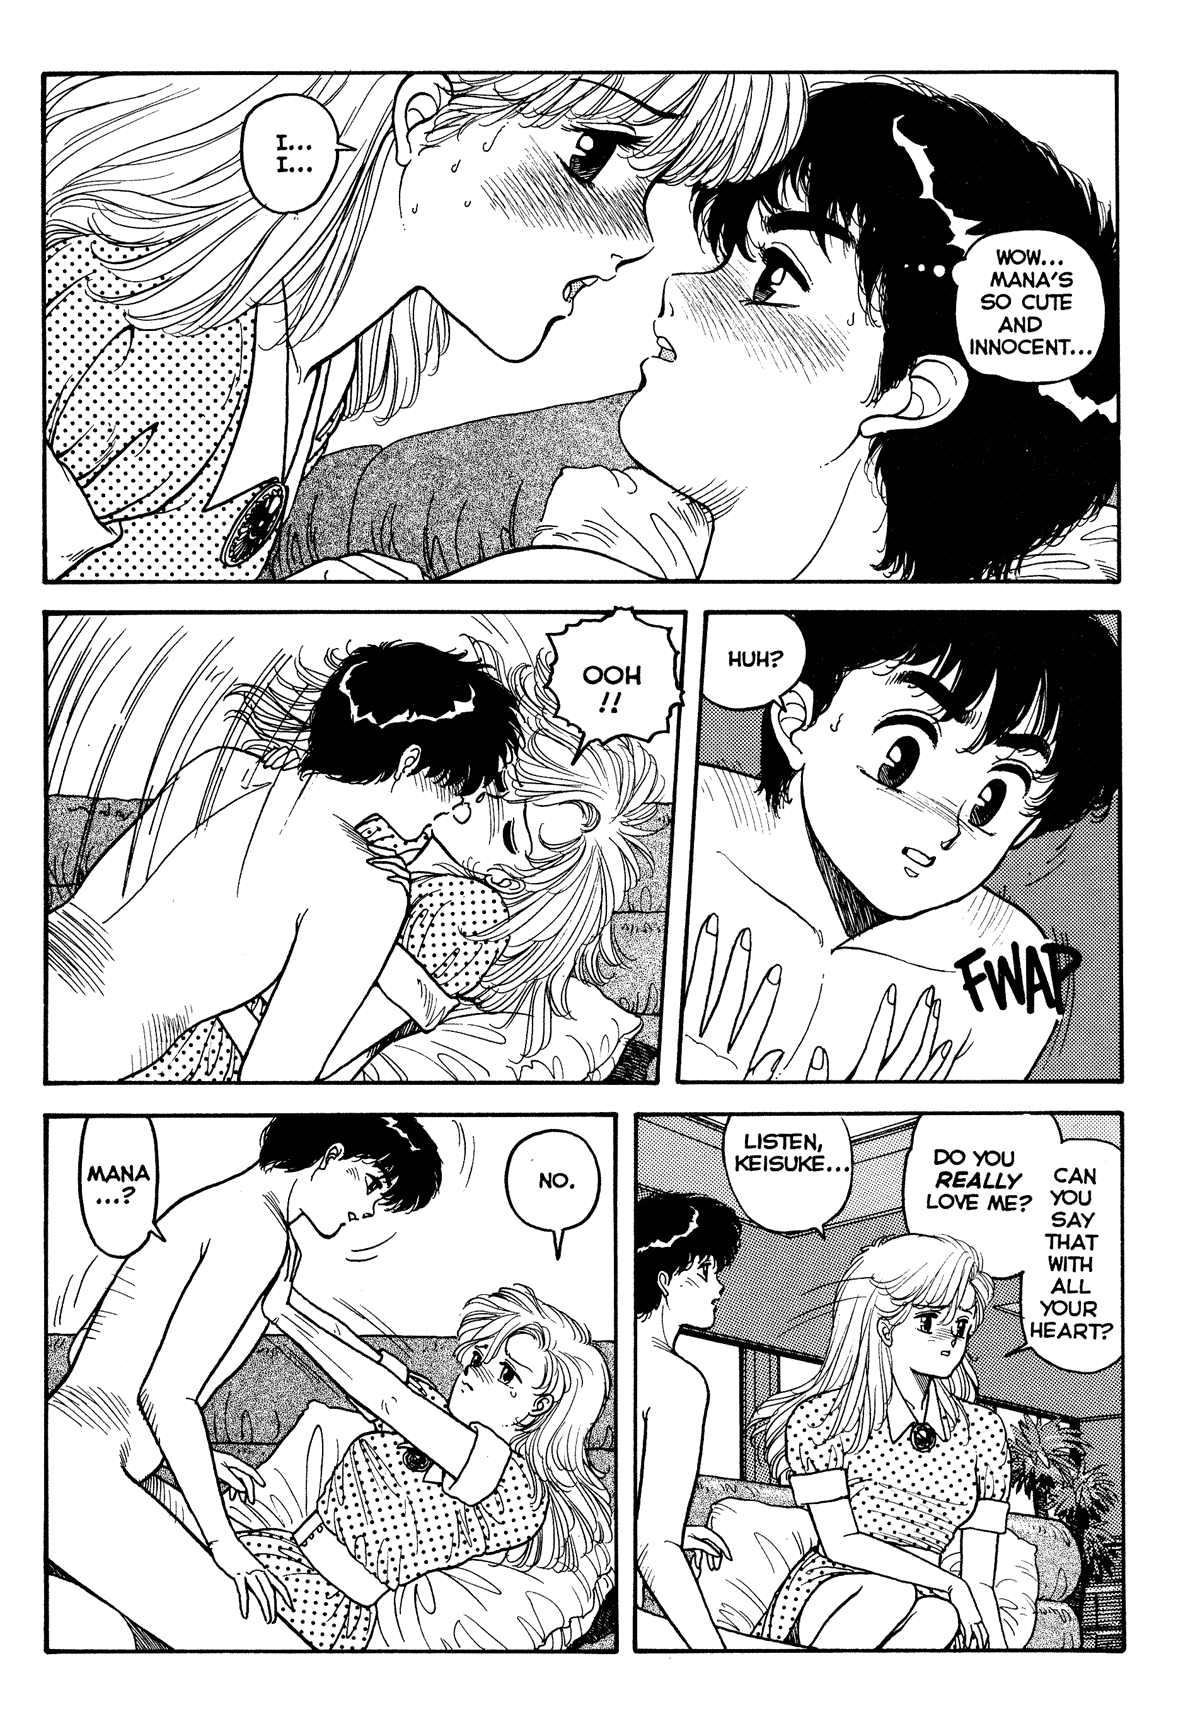 I...
I...
WOW...
MANA'S
SO CUTE
AND
INNOCENT...
OOH
!!
HUH?
FWAP
MANA
...?
NO.
LISTEN,
KEISUKE...
DO YOU
REALLY
LOVE ME?
CAN
YOU
SAY
THAT
WITH
ALL
YOUR
HEART?